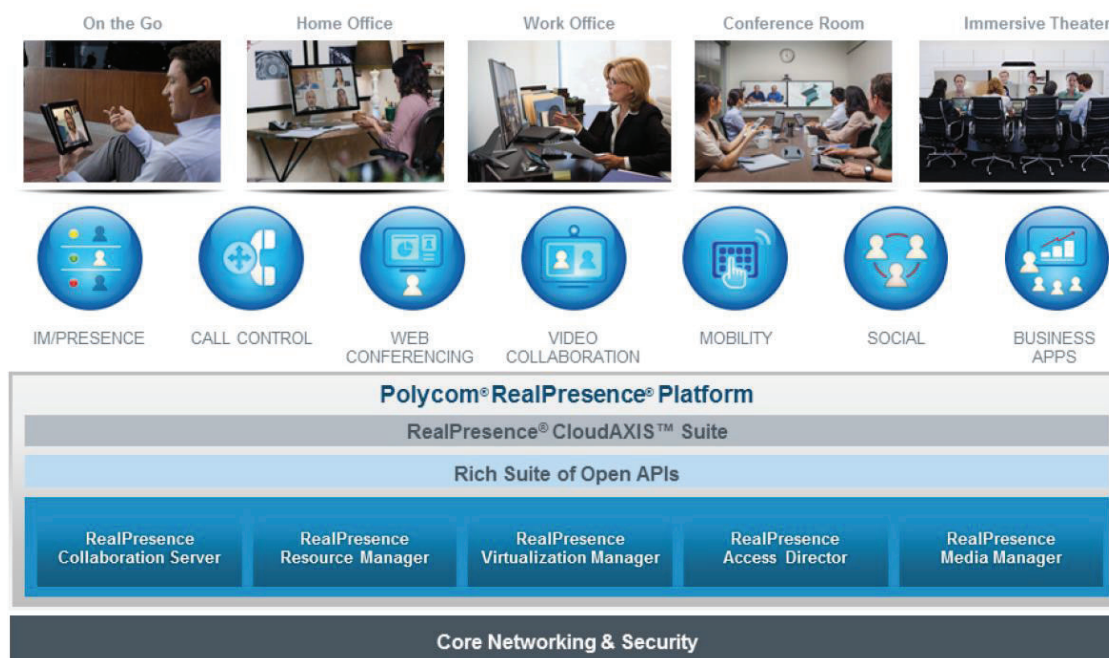 On the Go
Home Office
Work Office
Conference Room
Immersive Theater
IM/PRESENCE
CALL CONTROL
WEB
CONFERENCING
VIDEO
COLLABORATION
MOBILITY
SOCIAL
BUSINESS
APPS
Polycom® RealPresence® Platform
RealPresence® CloudAXIS™ Suite
Rich Suite of Open APIs
RealPresence
Collaboration Server
RealPresence
Resource Manager
RealPresence
Virtualization Manager
RealPresence
Access Director
RealPresence
Media Manager
Core Networking & Security